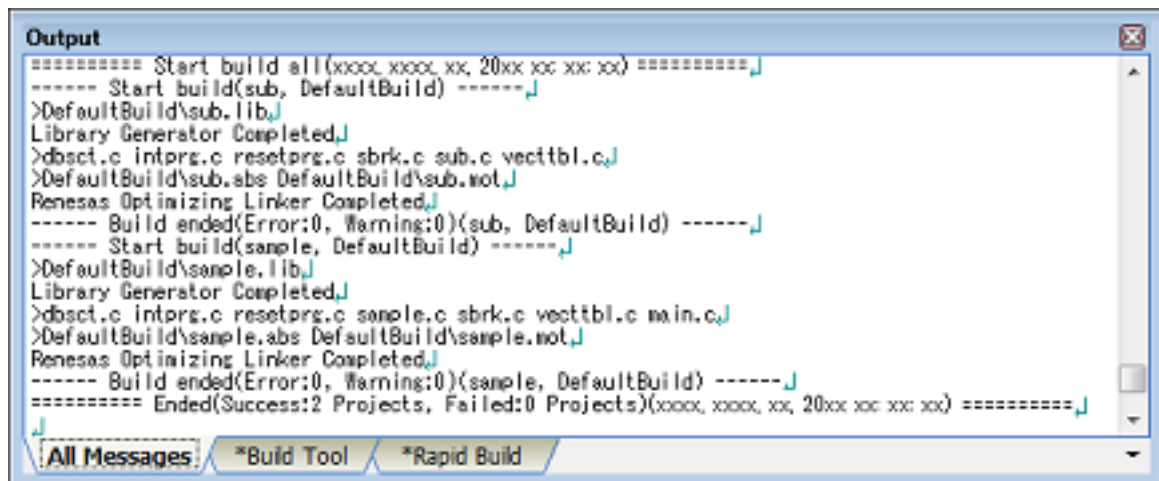 Output
========== Start build all(xxxx, xxxx, xx, 20xx xx: xx: xx) ==========
------ Start build(sub, DefaultBuild) ------
>DefaultBuild\sub.lib
Library Generator Completed
>dbsct.c intprg.c resetprg.c sbrk.c sub.c vecttbl.c
>DefaultBuild\sub.abs DefaultBuild\sub.mot
Renesas Optimizing Linker Completed
------ Build ended(Error:0, Warning:0)(sub, DefaultBuild) ------
------ Start build(sample, DefaultBuild) ------
>DefaultBuild\sample.lib
Library Generator Completed
>dbsct.c intprg.c resetprg.c sample.c sbrk.c vecttbl.c main.c
>DefaultBuild\sample.abs DefaultBuild\sample.mot
Renesas Optimizing Linker Completed
------ Build ended(Error:0, Warning:0)(sample, DefaultBuild) ------
========== Ended(Success:2 Projects, Failed:0 Projects)(xxxx, xxxx, xx, 20xx xx: xx: xx) ==========
All Messages *Build Tool *Rapid Build